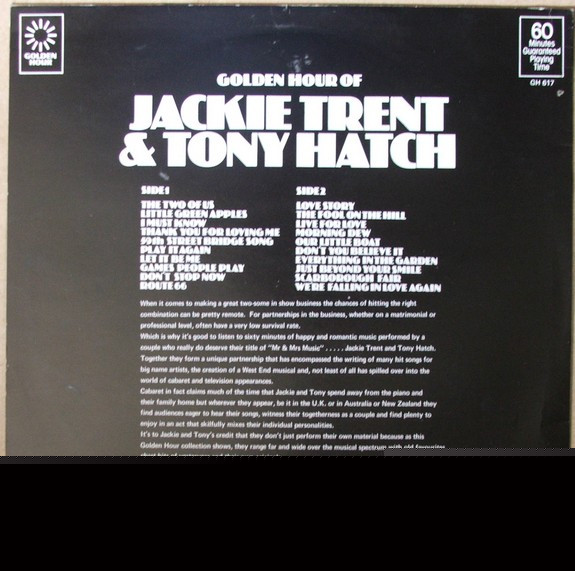 GOLDEN
HOUR
60
Minutes
Guaranteed
Playing
Time
GH 617
GOLDEN HOUR OF
JACKIE TRENT
& TONY HATCH
SIDE 1
THE TWO OF US
LITTLE GREEN APPLES
I MUST KNOW
THANK YOU FOR LOVING ME
59th STREET BRIDGE SONG
PLAY IT AGAIN
LET IT BE ME
GAMES PEOPLE PLAY
DON'T STOP NOW
ROUTE 66
SIDE 2
LOVE STORY
THE FOOL ON THE HILL
LIVE FOR LOVE
MORNING DEW
OUR LITTLE BOAT
DON'T YOU BELIEVE IT
EVERYTHING IN THE GARDEN
JUST BEYOND YOUR SMILE
SCARBOROUGH FAIR
WE'RE FALLING IN LOVE AGAIN
When it comes to making a great two-some in show business the chances of hitting the right
combination can be pretty remote. For partnerships in the business, whether on a matrimonial or
professional level, often have a very low survival rate.
Which is why it's good to listen to sixty minutes of happy and romantic music performed by a
couple who really do deserve their title of "Mr & Mrs Music" . . . . . Jackie Trent and Tony Hatch.
Together they form a unique partnership that has encompassed the writing of many hit songs for
big name artists, the creation of a West End musical and, not least of all has spilled over into the
world of cabaret and television appearances.
Cabaret in fact claims much of the time that Jackie and Tony spend away from the piano and
their family home but wherever they appear, be it in the U.K. or in Australia or New Zealand they
find audiences eager to hear their songs, witness their togetherness as a couple and find plenty to
enjoy in an act that skilfully mixes their individual personalities.
It's to Jackie and Tony's credit that they don't just perform their own material because as this
Golden Hour collection shows, they range far and wide over the musical spectrum with old favourites